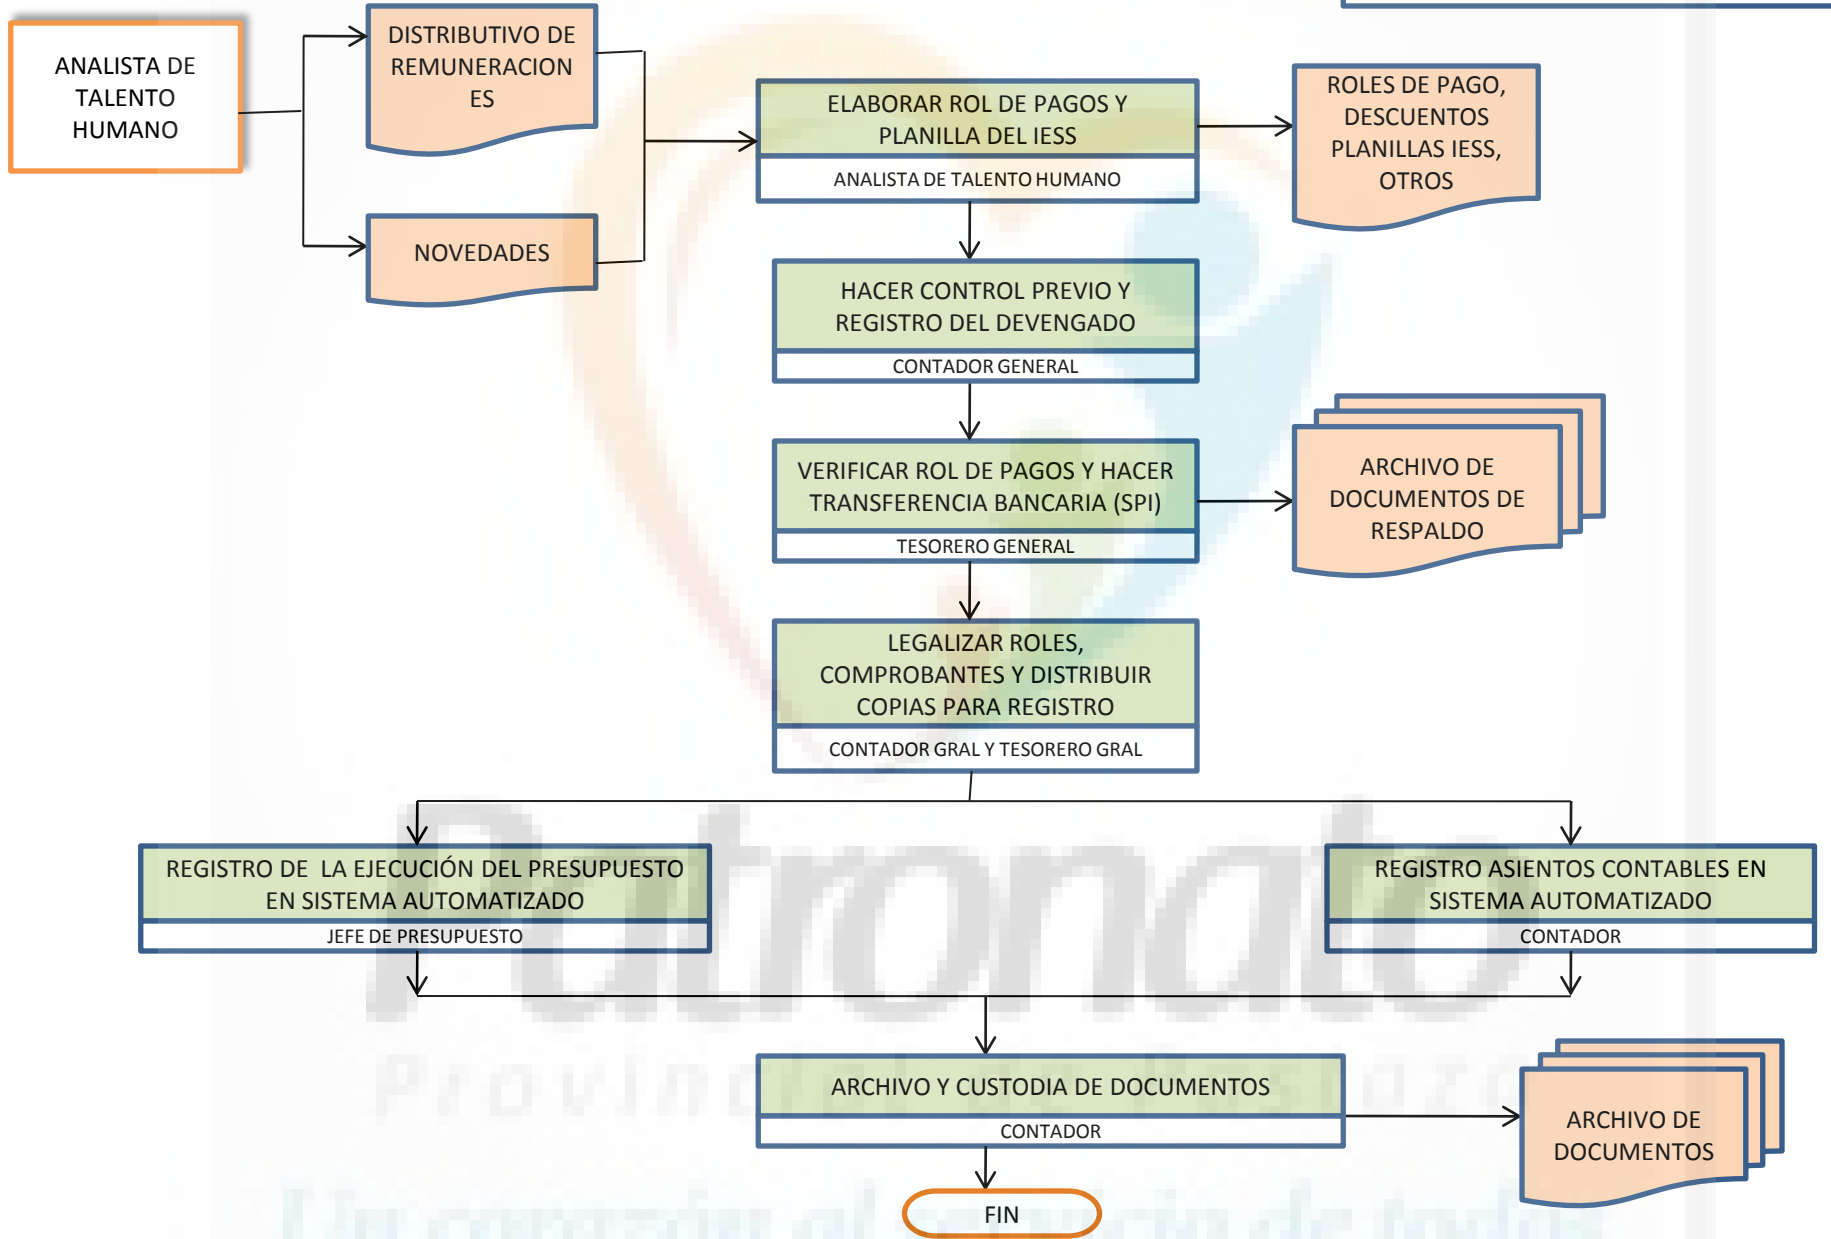 ANALISTA DE
TALENTO
HUMANO
DISTRIBUTIVO DE
REMUNERACION
ES
NOVEDADES
ELABORAR ROL DE PAGOS Y
PLANILLA DEL IESS
ANALISTA DE TALENTO HUMANO
ROLES DE PAGO,
DESCUENTOS
PLANILLAS IESS,
OTROS
HACER CONTROL PREVIO Y
REGISTRO DEL DEVENGADO
CONTADOR GENERAL
VERIFICAR ROL DE PAGOS Y HACER
TRANSFERENCIA BANCARIA (SPI)
TESORERO GENERAL
ARCHIVO DE
DOCUMENTOS DE
RESPALDO
LEGALIZAR ROLES,
COMPROBANTES Y DISTRIBUIR
COPIAS PARA REGISTRO
CONTADOR GRAL Y TESORERO GRAL
REGISTRO DE LA EJECUCIÓN DEL PRESUPUESTO
EN SISTEMA AUTOMATIZADO
JEFE DE PRESUPUESTO
REGISTRO ASIENTOS CONTABLES EN
SISTEMA AUTOMATIZADO
CONTADOR
Patronato
Provincial de Pastaza
ARCHIVO Y CUSTODIA DE DOCUMENTOS
CONTADOR
ARCHIVO DE
DOCUMENTOS
FIN